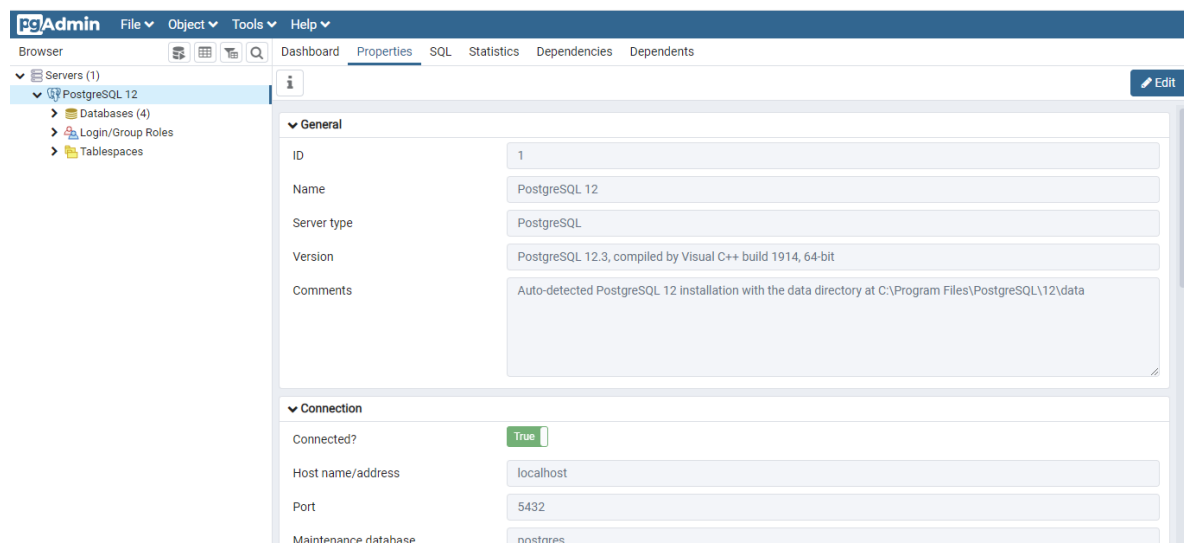 pgAdmin File Object Tools Help
Browser
Dashboard Properties SQL Statistics Dependencies Dependents
Servers (1)
PostgreSQL 12
Databases (4)
Login/Group Roles
Tablespaces
i
Edit
General
ID 1
Name PostgreSQL 12
Server type PostgreSQL
Version PostgreSQL 12.3, compiled by Visual C++ build 1914, 64-bit
Comments Auto-detected PostgreSQL 12 installation with the data directory at C:\Program Files\PostgreSQL\12\data
Connection
Connected? True
Host name/address localhost
Port 5432
Maintenance database postgres